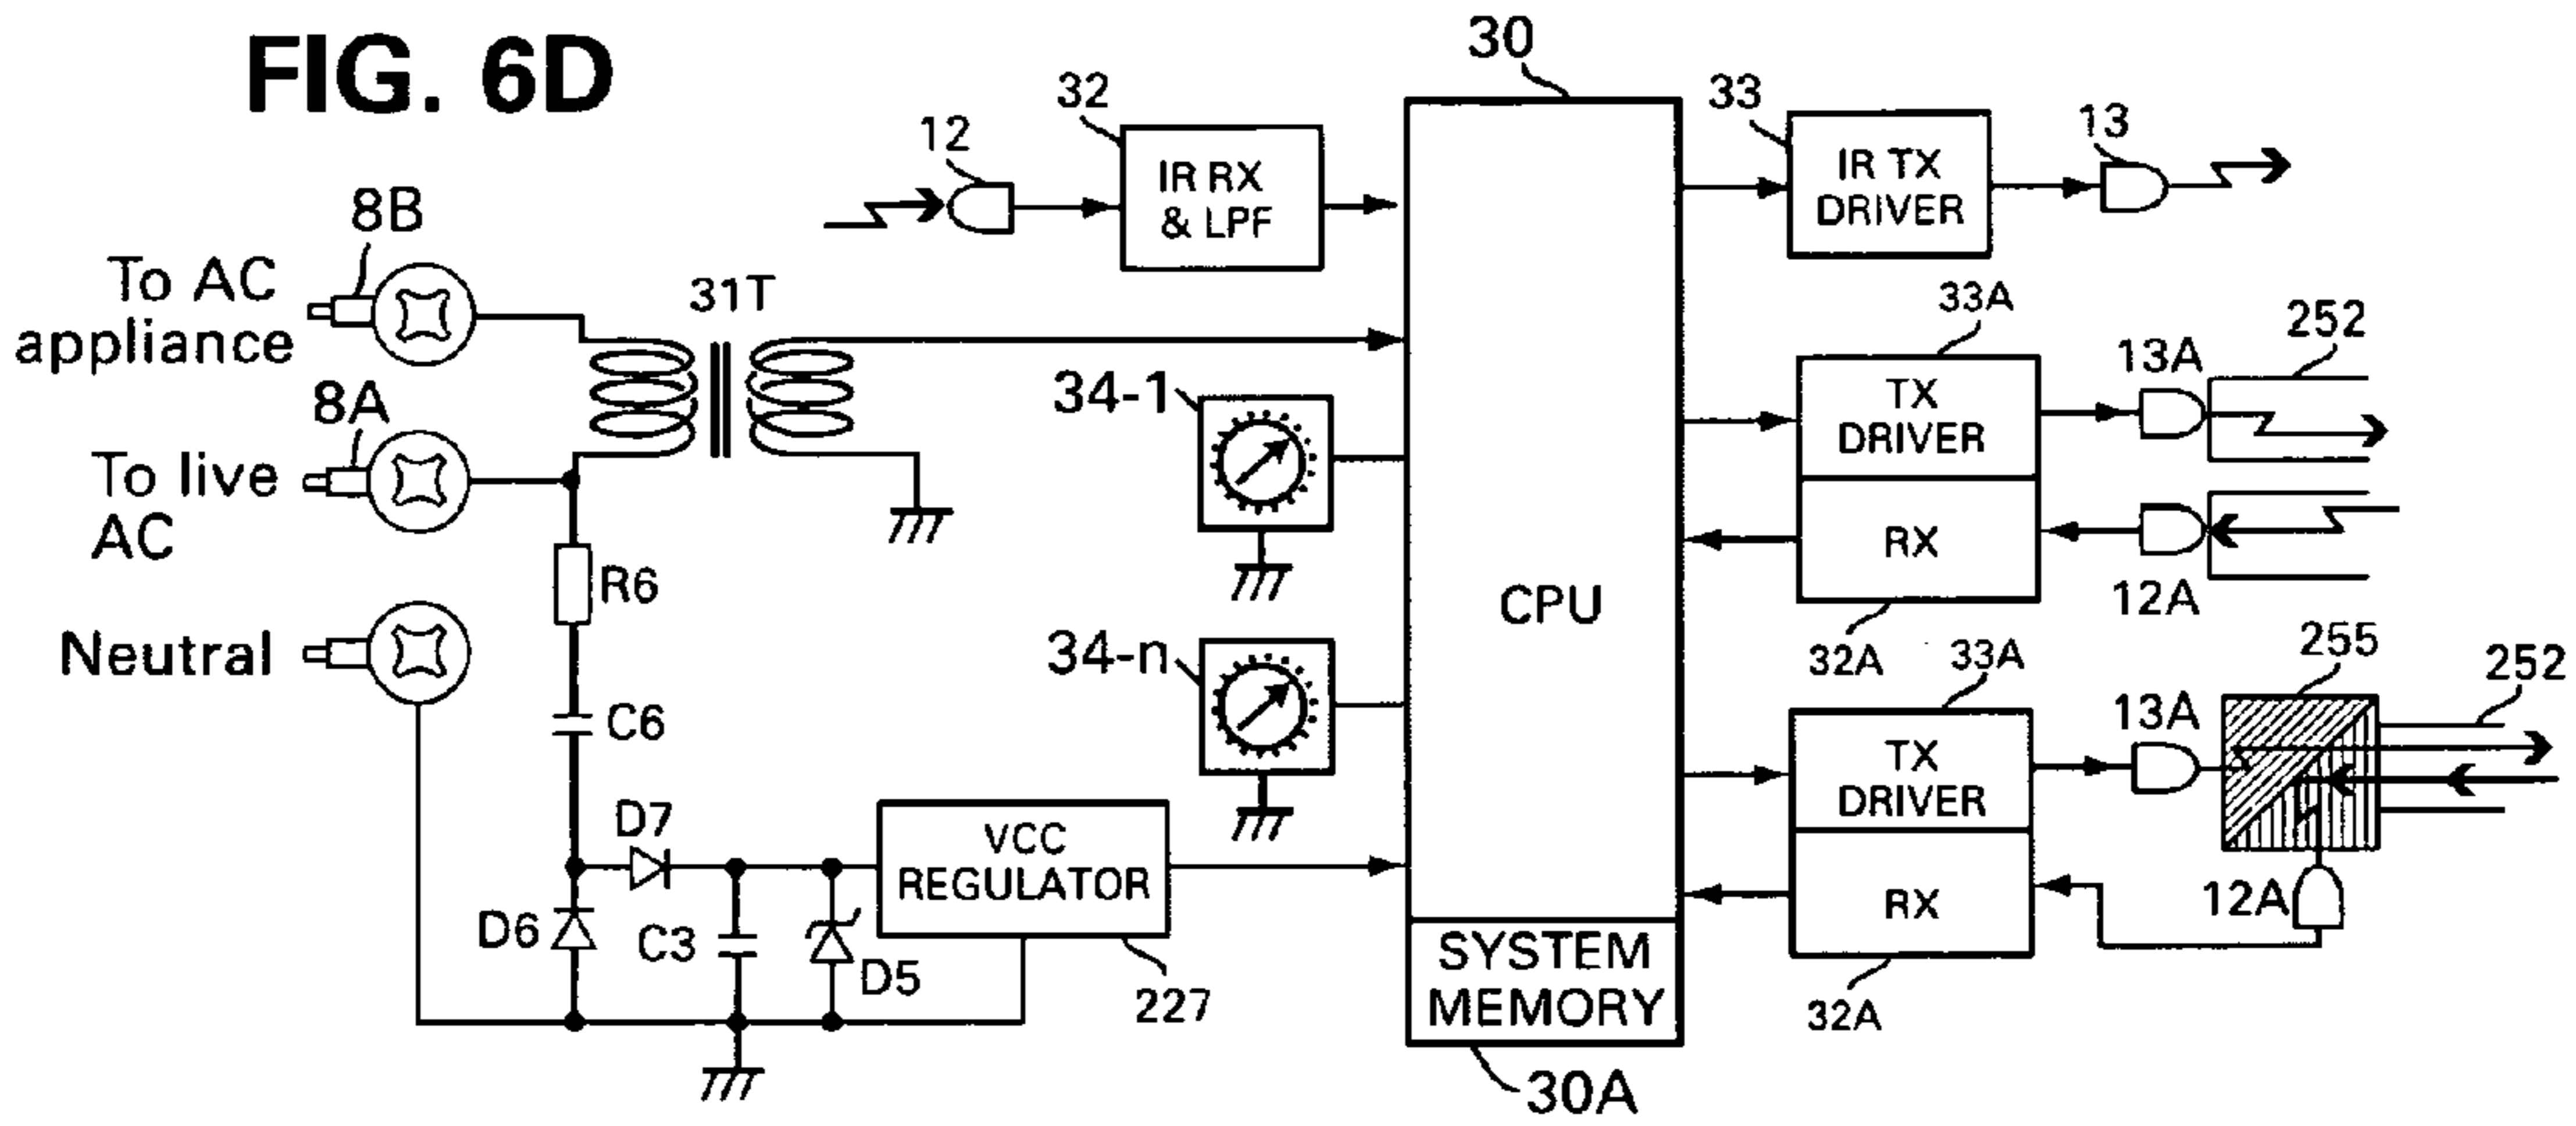 FIG. 6D
30
32
12
IR RX
& LPF
33
IR TX
DRIVER
13
8B
To AC
appliance
31T
8A
To live
AC
34-1
33A
TX
DRIVER
13A
252
RX
12A
32A
R6
Neutral
CPU
34-n
C6
33A
TX
DRIVER
13A
255
252
RX
12A
32A
D7
VCC
REGULATOR
D6
C3
D5
227
SYSTEM
MEMORY
30A